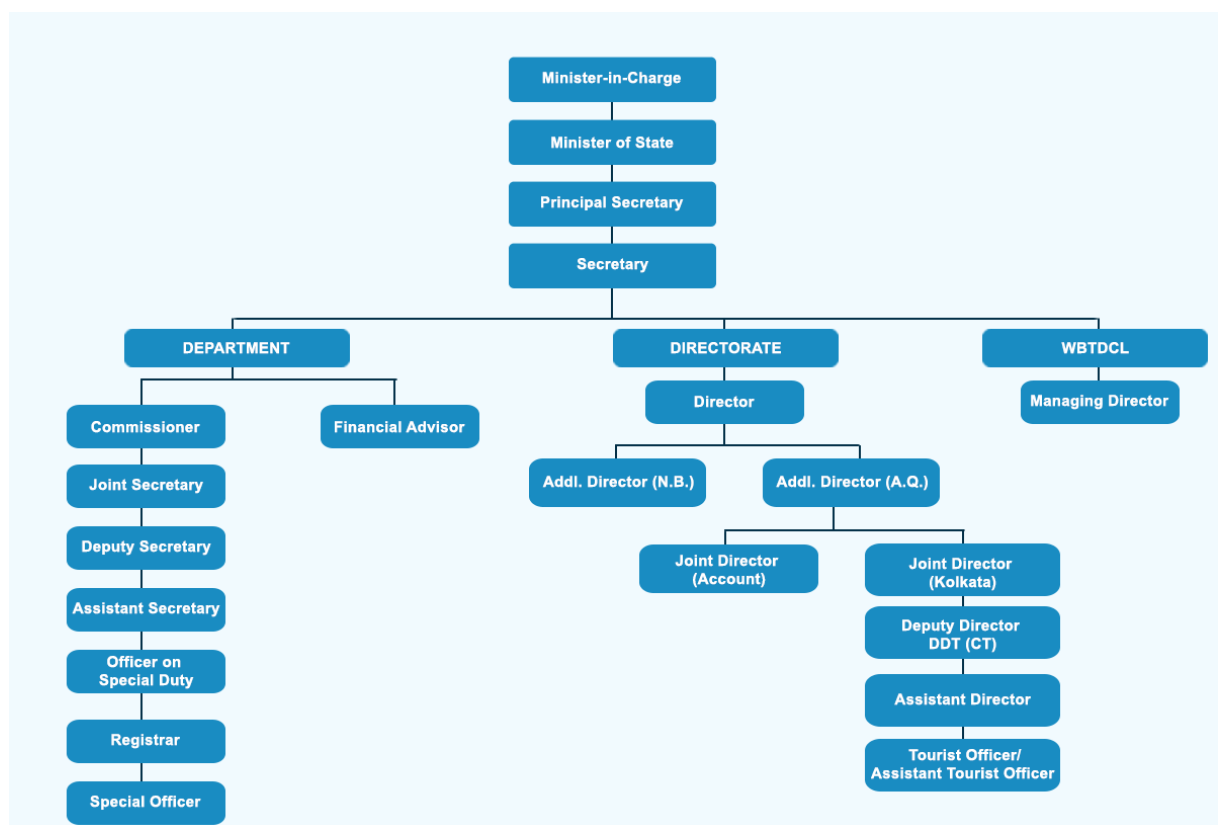 Minister-in-Charge
Minister of State
Principal Secretary
Secretary
DEPARTMENT
DIRECTORATE
WBTDCL
Commissioner
Financial Advisor
Joint Secretary
Deputy Secretary
Assistant Secretary
Officer on
Special Duty
Registrar
Special Officer
Director
Addl. Director (N.B.)
Addl. Director (A.Q.)
Joint Director
(Account)
Joint Director
(Kolkata)
Deputy Director
DDT (CT)
Assistant Director
Tourist Officer/
Assistant Tourist Officer
Managing Director